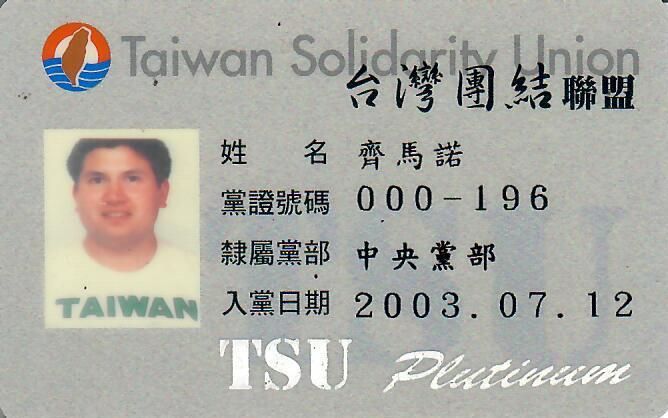 Taiwan Solidarity Union
台灣團結聯盟
姓 名 齊馬諾
黨證號碼 000-196
隸屬黨部 中央黨部
入黨日期 2003.07.12
TAIWAN
TSU Plutinum